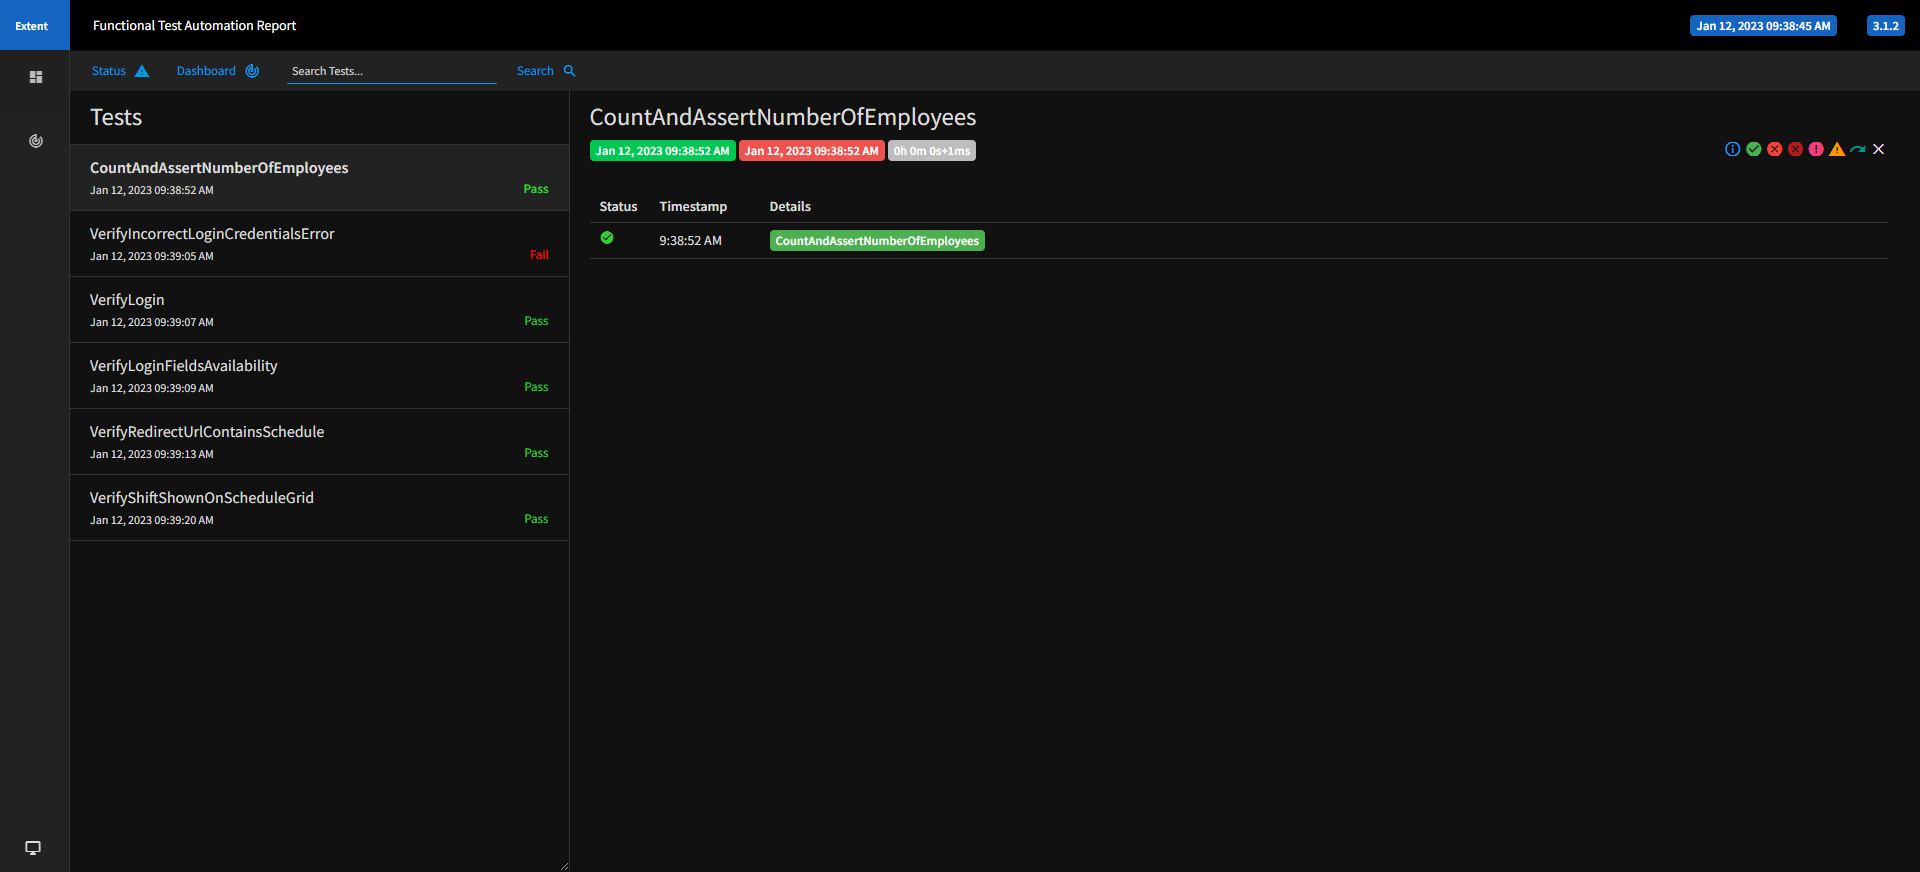 Extent
Functional Test Automation Report
Jan 12, 2023 09:38:45 AM
3.1.2
Status
Dashboard
Search Tests...
Search
Tests
CountAndAssertNumberOfEmployees
Jan 12, 2023 09:38:52 AM
Pass
VerifyIncorrectLoginCredentialsError
Jan 12, 2023 09:39:05 AM
Fail
VerifyLogin
Jan 12, 2023 09:39:07 AM
Pass
VerifyLoginFieldsAvailability
Jan 12, 2023 09:39:09 AM
Pass
VerifyRedirectUrlContainsSchedule
Jan 12, 2023 09:39:13 AM
Pass
VerifyShiftShownOnScheduleGrid
Jan 12, 2023 09:39:20 AM
Pass
CountAndAssertNumberOfEmployees
Jan 12, 2023 09:38:52 AM
Jan 12, 2023 09:38:52 AM
0h 0m 0s+1ms
Status Timestamp Details
9:38:52 AM CountAndAssertNumberOfEmployees